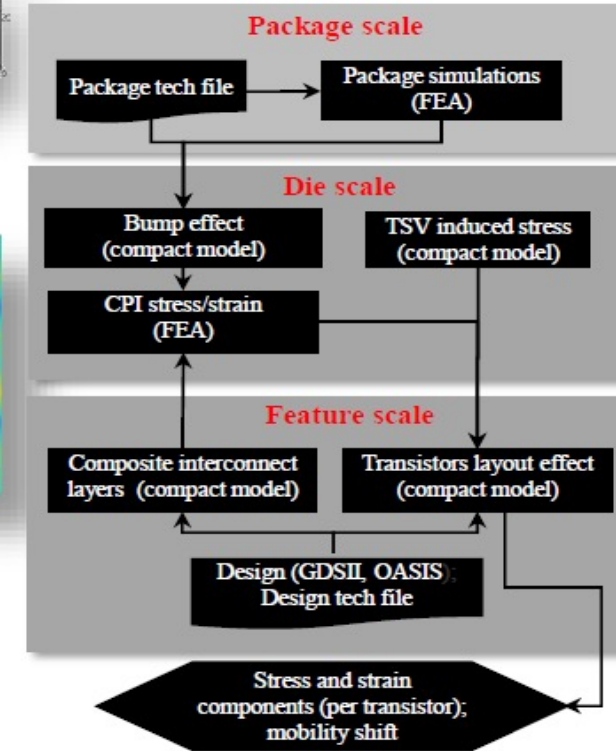 Package scale
Package tech file
Package simulations
(FEA)
Die scale
Bump effect
(compact model)
TSV induced stress
(compact model)
CPI stress/strain
(FEA)
Feature scale
Composite interconnect
layers (compact model)
Transistors layout effect
(compact model)
Design (GDSII, OASIS);
Design tech file
Stress and strain
components (per transistor);
mobility shift